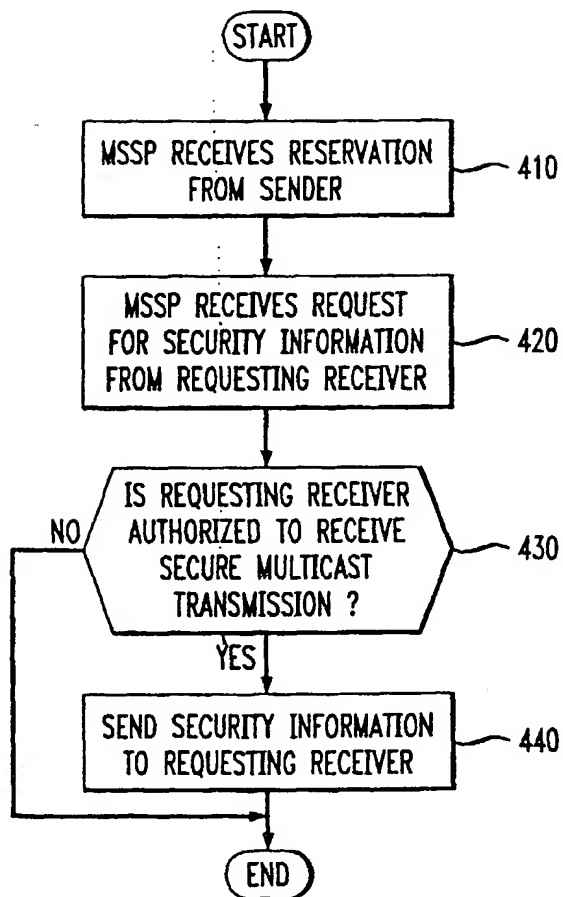 START
MSSP RECEIVES RESERVATION
FROM SENDER
410
MSSP RECEIVES REQUEST
FOR SECURITY INFORMATION
FROM REQUESTING RECEIVER
420
IS REQUESTING RECEIVER
AUTHORIZED TO RECEIVE
SECURE MULTICAST
TRANSMISSION ?
430
NO
YES
SEND SECURITY INFORMATION
TO REQUESTING RECEIVER
440
END